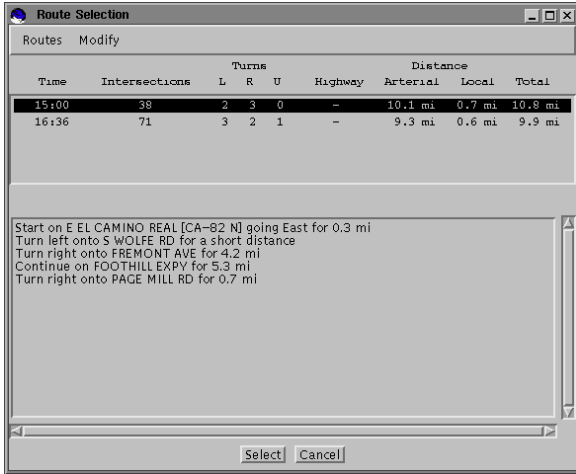 Route Selection
Routes Modify
Turns Distance
Time Intersections L R U Highway Arterial Local Total
15:00 38 2 3 0 – 10.1 mi 0.7 mi 10.8 mi
16:36 71 3 2 1 – 9.3 mi 0.6 mi 9.9 mi
Start on E EL CAMINO REAL [CA–82 N] going East for 0.3 mi
Turn left onto S WOLFE RD for a short distance
Turn right onto FREMONT AVE for 4.2 mi
Continue on FOOTHILL EXPY for 5.3 mi
Turn right onto PAGE MILL RD for 0.7 mi
Select Cancel